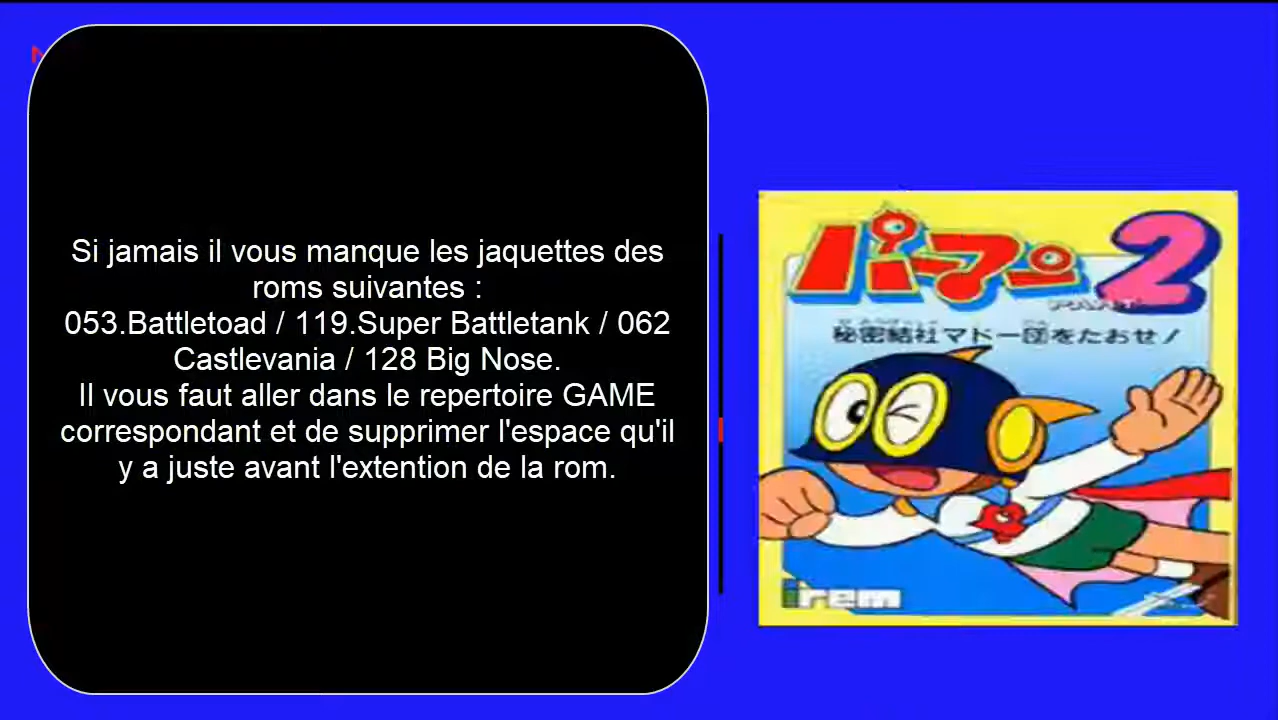 Si jamais il vous manque les jaquettes des
roms suivantes :
053.Battletoad / 119.Super Battletank / 062
Castlevania / 128 Big Nose.
Il vous faut aller dans le repertoire GAME
correspondant et de supprimer l'espace qu'il
y a juste avant l'extention de la rom.
パーマン 2
PART
秘密結社マドー団をたおせ!
irem